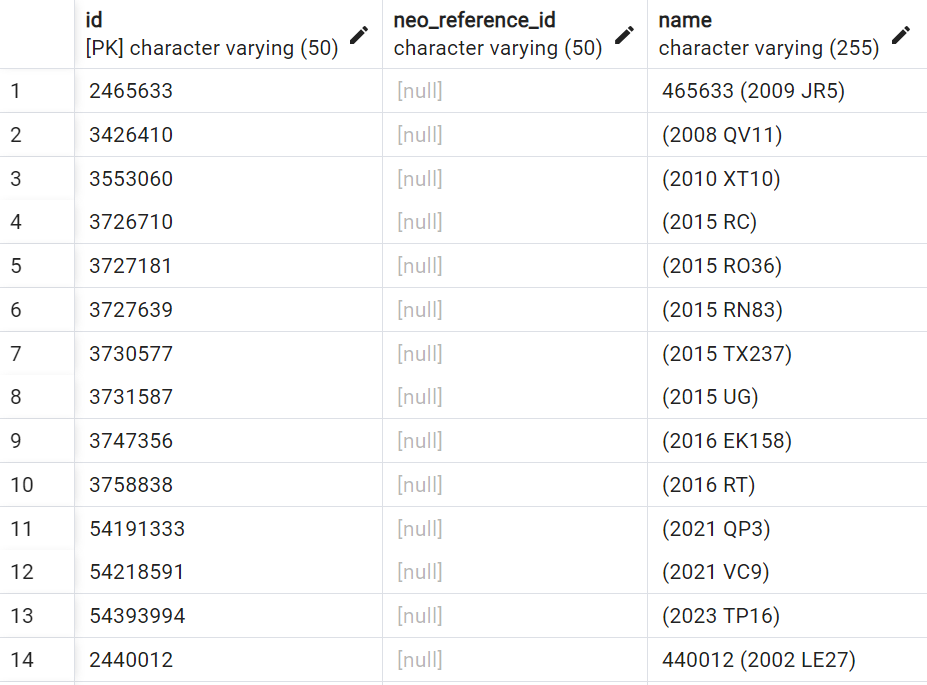 id neo_reference_id name
[PK] character varying (50) character varying (50) character varying (255)
1 2465633 [null] 465633 (2009 JR5)
2 3426410 [null] (2008 QV11)
3 3553060 [null] (2010 XT10)
4 3726710 [null] (2015 RC)
5 3727181 [null] (2015 RO36)
6 3727639 [null] (2015 RN83)
7 3730577 [null] (2015 TX237)
8 3731587 [null] (2015 UG)
9 3747356 [null] (2016 EK158)
10 3758838 [null] (2016 RT)
11 54191333 [null] (2021 QP3)
12 54218591 [null] (2021 VC9)
13 54393994 [null] (2023 TP16)
14 2440012 [null] 440012 (2002 LE27)